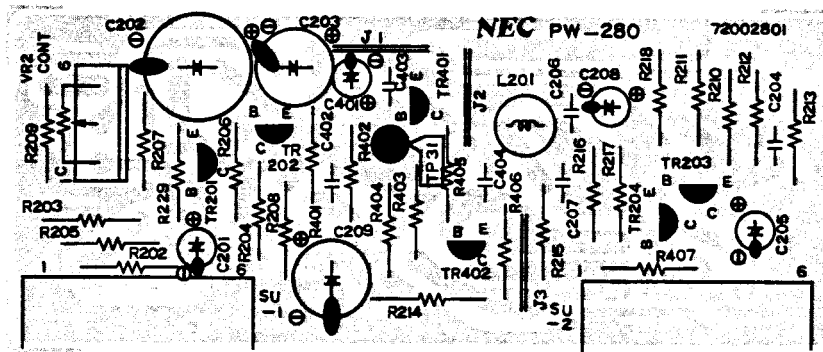 C202
C203
J1
NEC PW-280
72002801
VR2
CONT
6
C403
TR401
E
B
C
J2
L201
C206
C208
R218
R211
R210
R212
C204
R213
R209
C
R207
R229
E
B
TR201
R206
B
E
C
TR
202
C402
C401
R402
TP31
R405
C404
R406
R216
R217
TR203
B
E
C
R203
R205
R202
C201
R204
R208
R401
C209
R404
R403
B
E
C
TR402
C207
R215
TR204
E
B
C
C205
R407
1
6
SU
-1
R214
J3
SU
-2
1
6